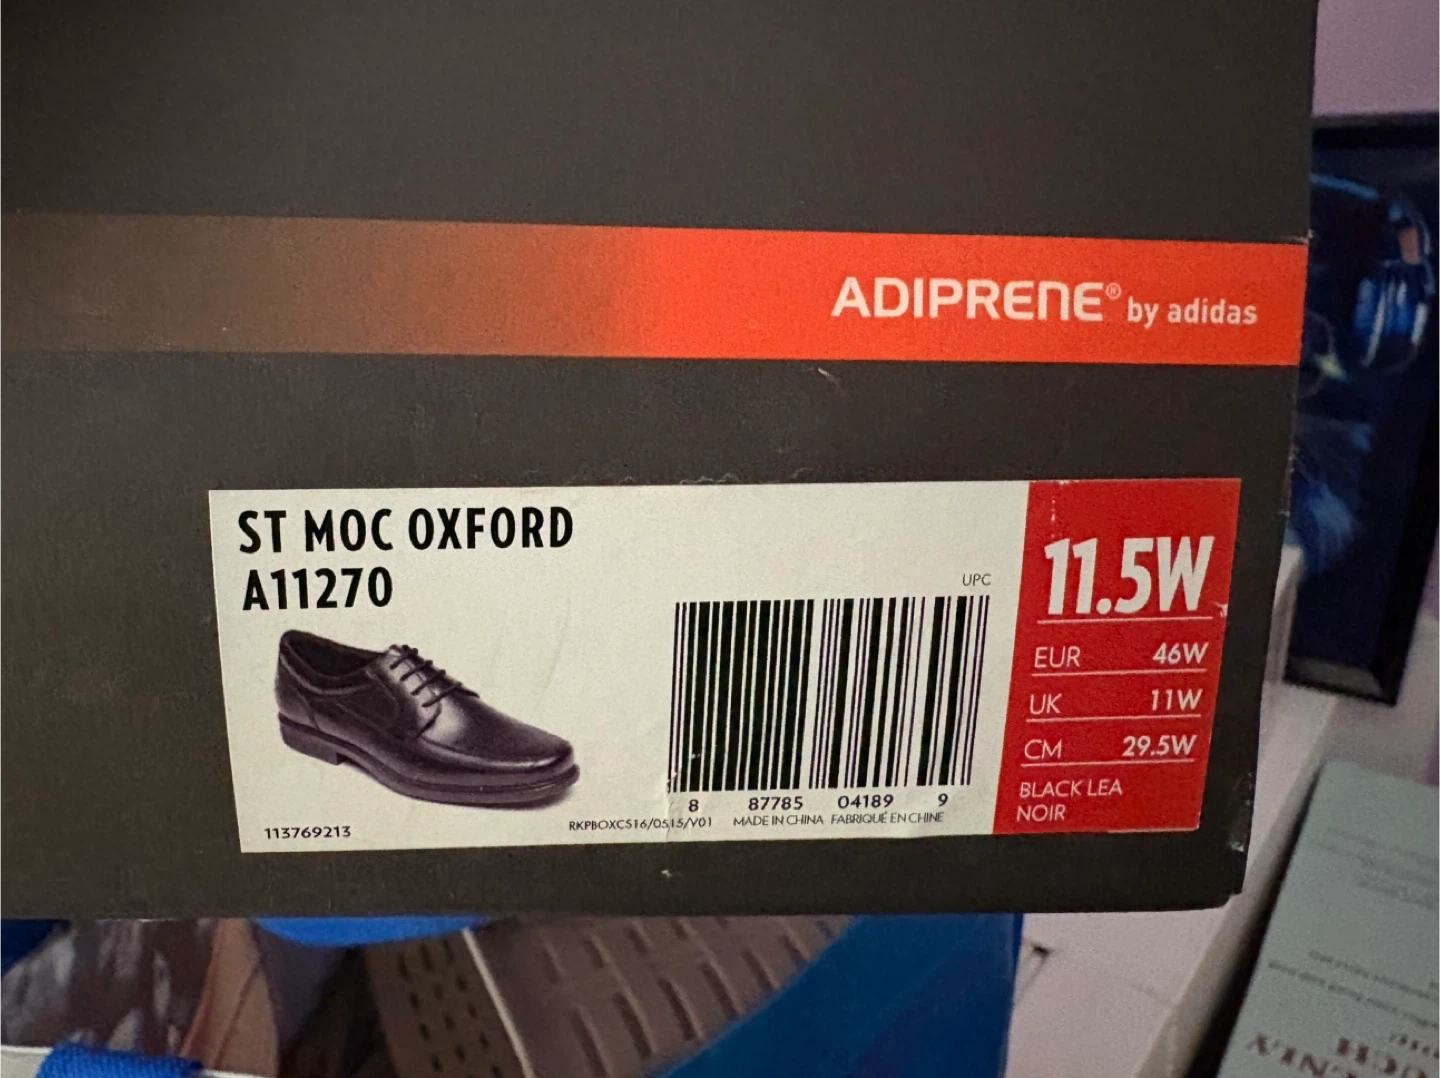 ADIPRENE® by adidas
ST MOC OXFORD
A11270
UPC
8 87785 04189 9
113769213
RKPBOXCS16/0515/V01 MADE IN CHINA FABRIQUÉ EN CHINE
11.5W
EUR 46W
UK 11W
CM 29.5W
BLACK LEA
NOIR